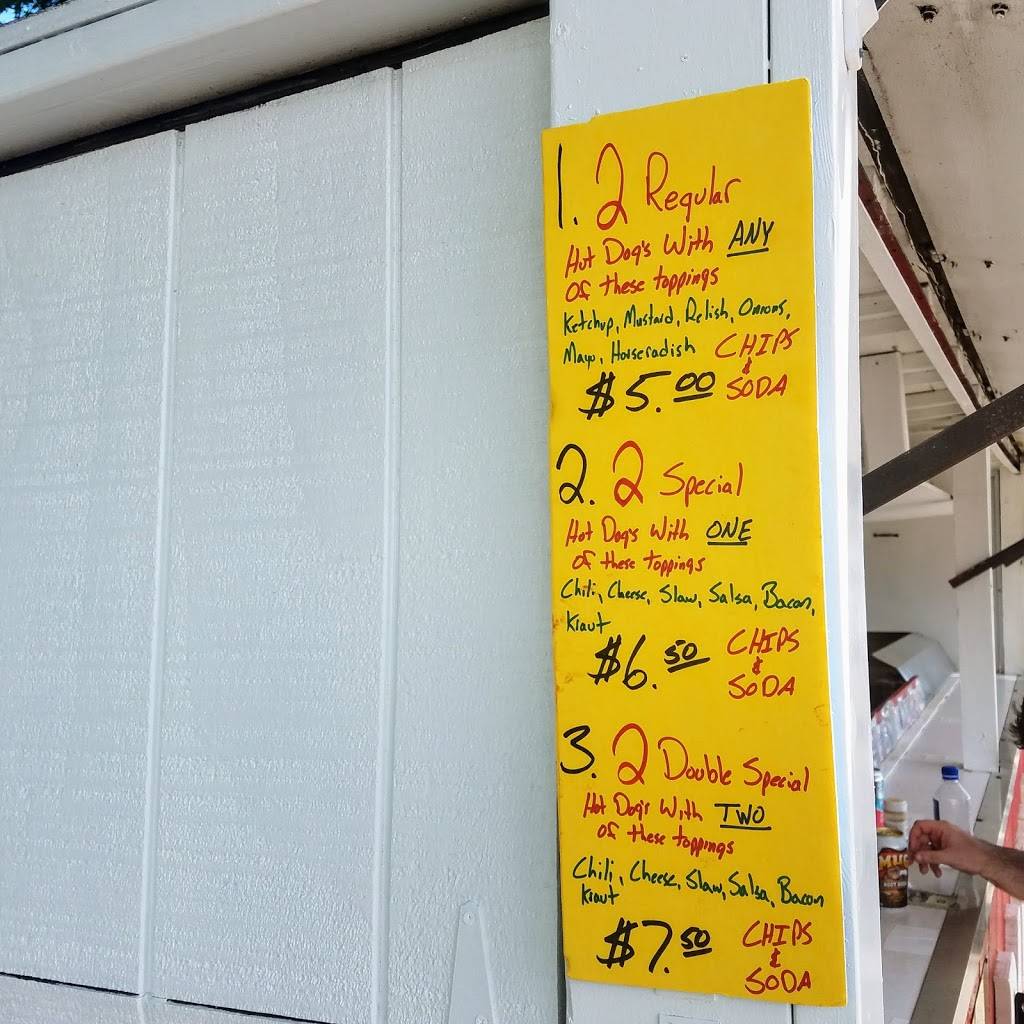 1. 2 Regular
Hot Dog's With ANY
Of these toppings
Ketchup, Mustard, Relish, Onions,
Mayo, Horseradish CHIPS
&
$5.00 SODA
2. 2 Special
Hot Dog's With ONE
of these toppings
Chili, Cheese, Slaw, Salsa, Bacon,
Kraut
$6.50 CHIPS
&
SODA
3. 2 Double Special
Hot Dog's With TWO
of these toppings
Chili, Cheese, Slaw, Salsa, Bacon
Kraut
$7.50 CHIPS
&
SODA
MUG
ROOT BEER